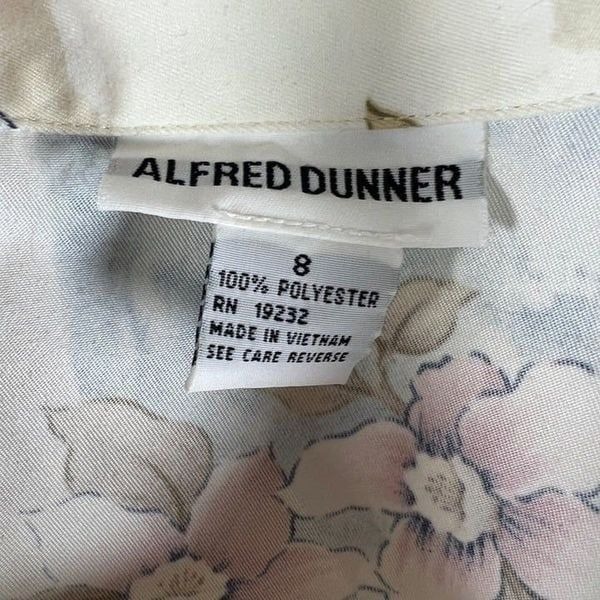 ALFRED DUNNER
8
100% POLYESTER
RN 19232
MADE IN VIETNAM
SEE CARE REVERSE